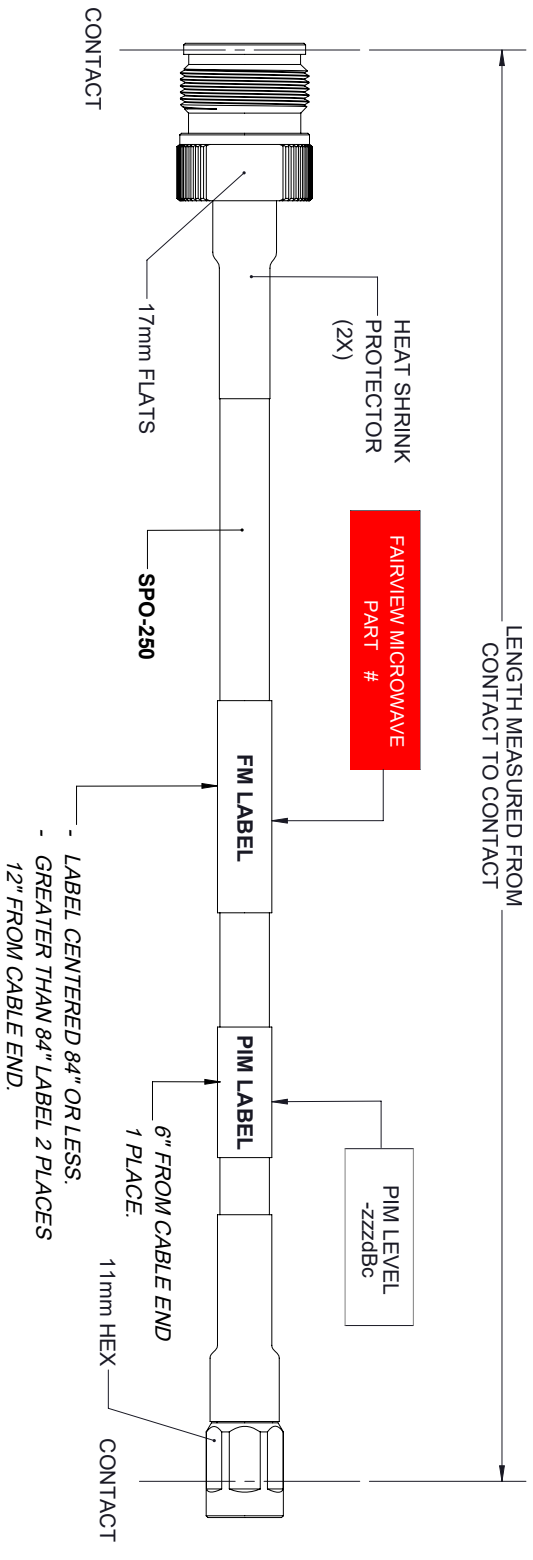 LENGTH MEASURED FROM
CONTACT TO CONTACT
FAIRVIEW MICROWAVE
PART #
PIM LEVEL
-zzzdBc
HEAT SHRINK
PROTECTOR
(2X)
FM LABEL
PIM LABEL
CONTACT
17mm FLATS
SPO-250
6" FROM CABLE END
1 PLACE.
11mm HEX
CONTACT
- LABEL CENTERED 84" OR LESS.
- GREATER THAN 84" LABEL 2 PLACES
12" FROM CABLE END.